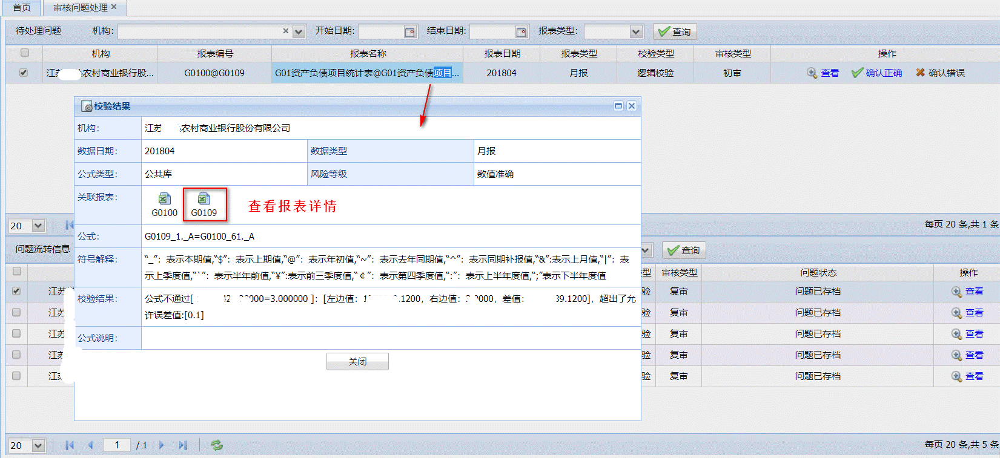 首页 审核问题处理
待处理问题 机构: 开始日期: 结束日期: 报表类型: 查询
机构 报表编号 报表名称 报表日期 报表类型 校验类型 审核类型 操作
江苏 农村商业银行股... G0100@G0109 G01资产负债项目统计表@G01资产负债项目... 201804 月报 逻辑校验 初审 查看 确认正确 确认错误
校验结果
机构: 江苏 农村商业银行股份有限公司
数据日期: 201804 数据类型 月报
公式类型: 公共库 风险等级 数值准确
关联报表: G0100 G0109 查看报表详情
20 每页 20 条,共 1 条
公式: G0109_1._A=G0100_61._A
问题流转信息 查询
符号解释: “_”: 表示本期值,“$”: 表示上期值,“@”: 表示年初值,“~”: 表示去年同期值,“^”: 表示同期补报值,“&”:表示上月值,“|”: 表
示上季度值,“`”: 表示半年前值,“¥”:表示前三季度值,“￠”: 表示第四季度值,“:”: 表示上半年度值,“;”表示下半年度值
型 审核类型 问题状态 操作
江苏 验 复审 问题已存档 查看
校验结果: 公式不通过[ 0000=3.000000 ]: [左边值: .1200, 右边值: 0000, 差值: 39.1200], 超出了允
许误差值:[0.1]
江苏 验 复审 问题已存档 查看
江苏 验 复审 问题已存档 查看
公式说明:
江苏 验 复审 问题已存档 查看
关闭
江苏 验 复审 问题已存档 查看
20 1 / 1 每页 20 条,共 5 条